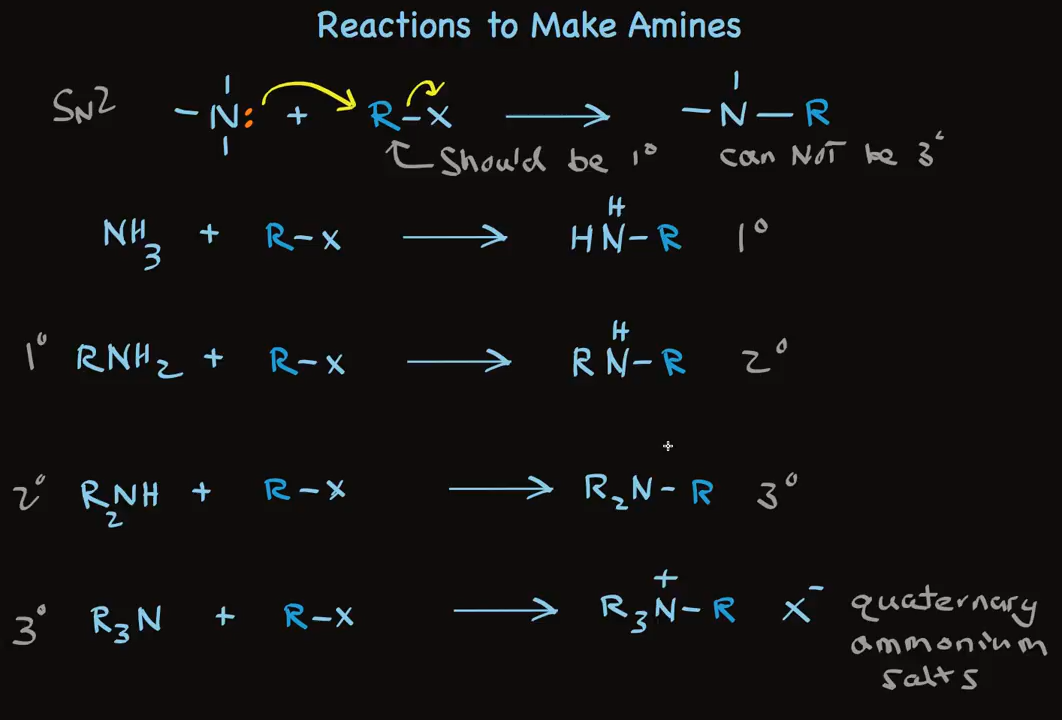 Reactions to Make Amines
SN2 –N: + R–X → –N–R
Should be 1° can NOT be 3°
H
NH3 + R–X → HN–R 1°
H
1° RNH2 + R–X → RN–R 2°
2° R2NH + R–X → R2N–R 3°
+
3° R3N + R–X → R3N–R X⁻ quaternary
ammonium
salts